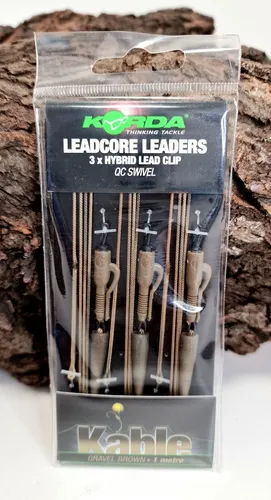 KORDA
THINKING TACKLE
LEADCORE LEADERS
3 x HYBRID LEAD CLIP
QC SWIVEL
Kable
GRAVEL BROWN • 1 metre